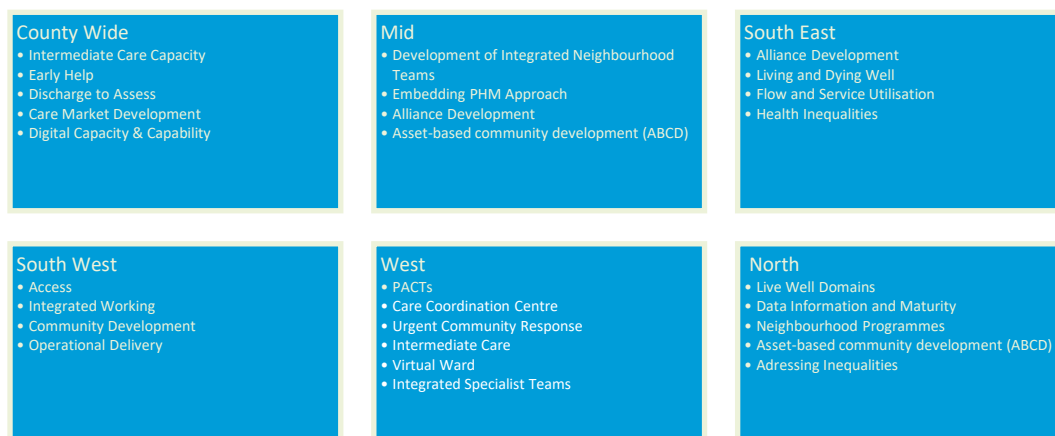 County Wide
• Intermediate Care Capacity
• Early Help
• Discharge to Assess
• Care Market Development
• Digital Capacity & Capability
Mid
• Development of Integrated Neighbourhood
Teams
• Embedding PHM Approach
• Alliance Development
• Asset-based community development (ABCD)
South East
• Alliance Development
• Living and Dying Well
• Flow and Service Utilisation
• Health Inequalities
South West
• Access
• Integrated Working
• Community Development
• Operational Delivery
West
• PACTs
• Care Coordination Centre
• Urgent Community Response
• Intermediate Care
• Virtual Ward
• Integrated Specialist Teams
North
• Live Well Domains
• Data Information and Maturity
• Neighbourhood Programmes
• Asset-based community development (ABCD)
• Adressing Inequalities